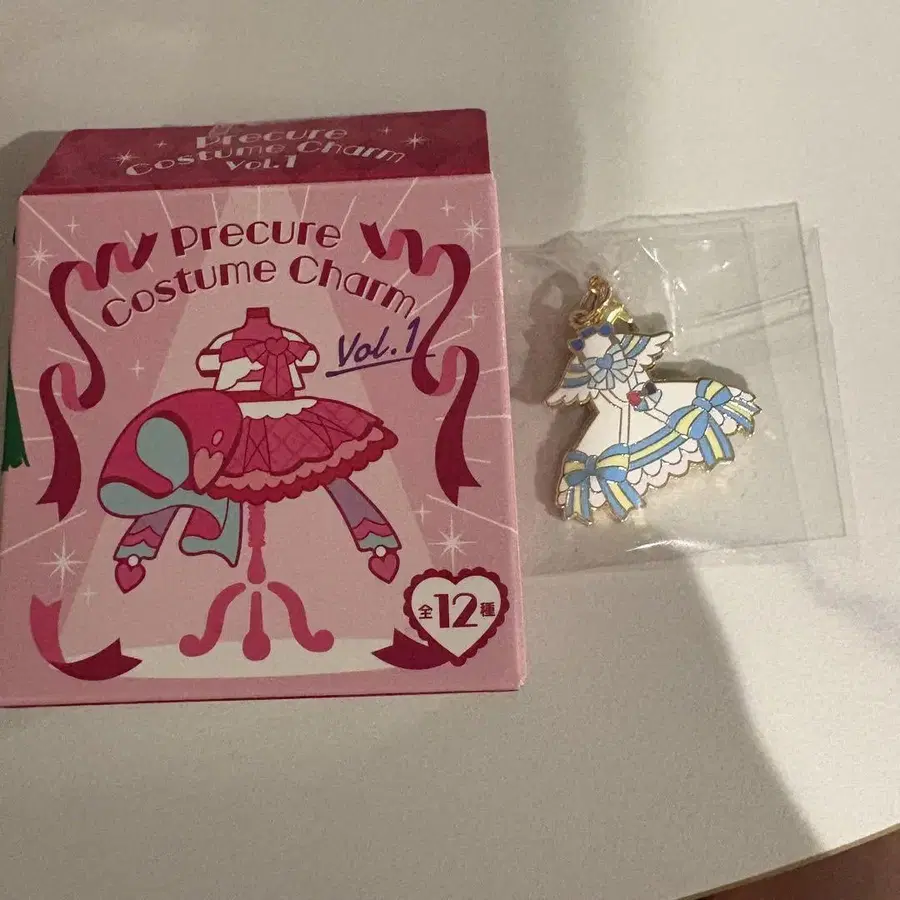 Precure
Costume Charm
Vol.1
Precure
Costume Charm
Vol.1
全12種